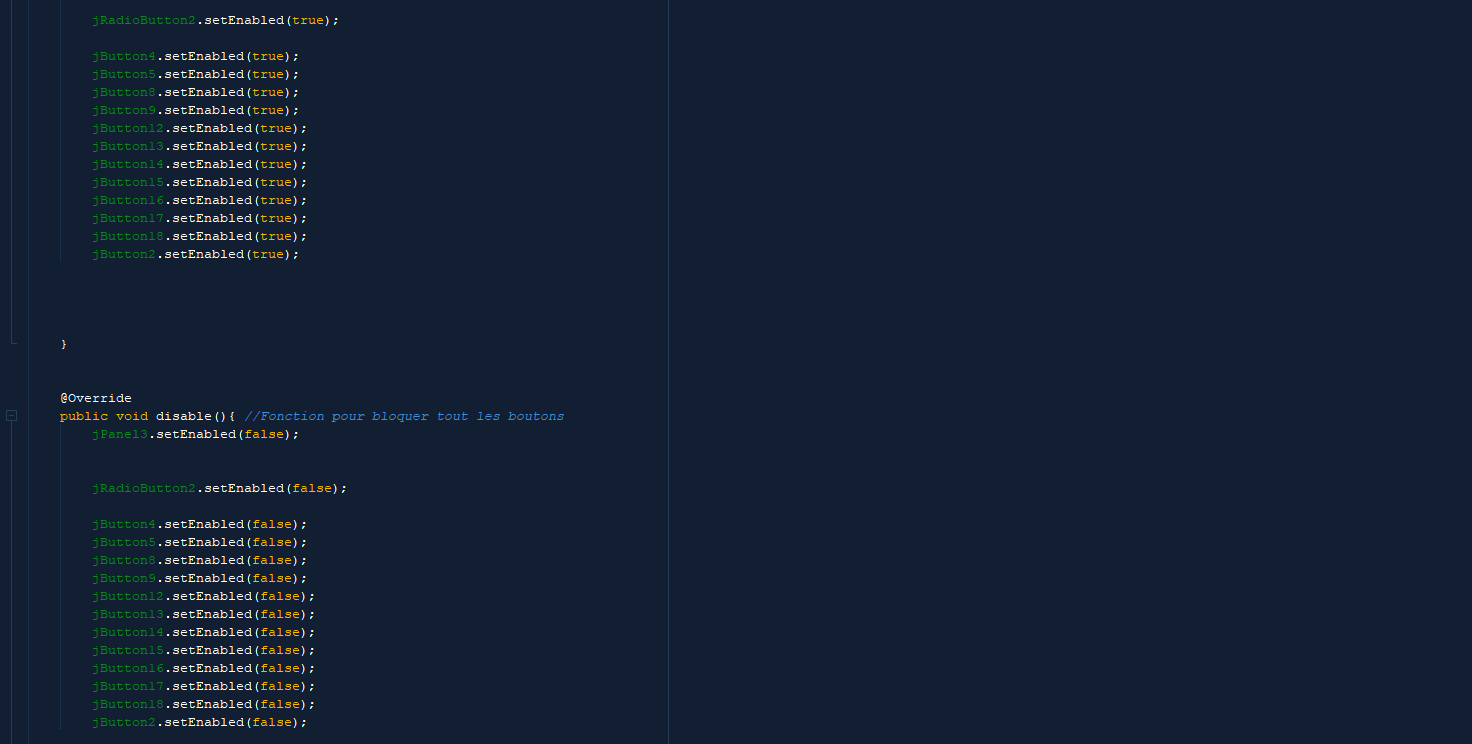 jRadioButton2.setEnabled(true);
jButton4.setEnabled(true);
jButton5.setEnabled(true);
jButton8.setEnabled(true);
jButton9.setEnabled(true);
jButton12.setEnabled(true);
jButton13.setEnabled(true);
jButton14.setEnabled(true);
jButton15.setEnabled(true);
jButton16.setEnabled(true);
jButton17.setEnabled(true);
jButton18.setEnabled(true);
jButton2.setEnabled(true);
}
@Override
public void disable(){ //Fonction pour bloquer tout les boutons
jPanel3.setEnabled(false);
jRadioButton2.setEnabled(false);
jButton4.setEnabled(false);
jButton5.setEnabled(false);
jButton8.setEnabled(false);
jButton9.setEnabled(false);
jButton12.setEnabled(false);
jButton13.setEnabled(false);
jButton14.setEnabled(false);
jButton15.setEnabled(false);
jButton16.setEnabled(false);
jButton17.setEnabled(false);
jButton18.setEnabled(false);
jButton2.setEnabled(false);